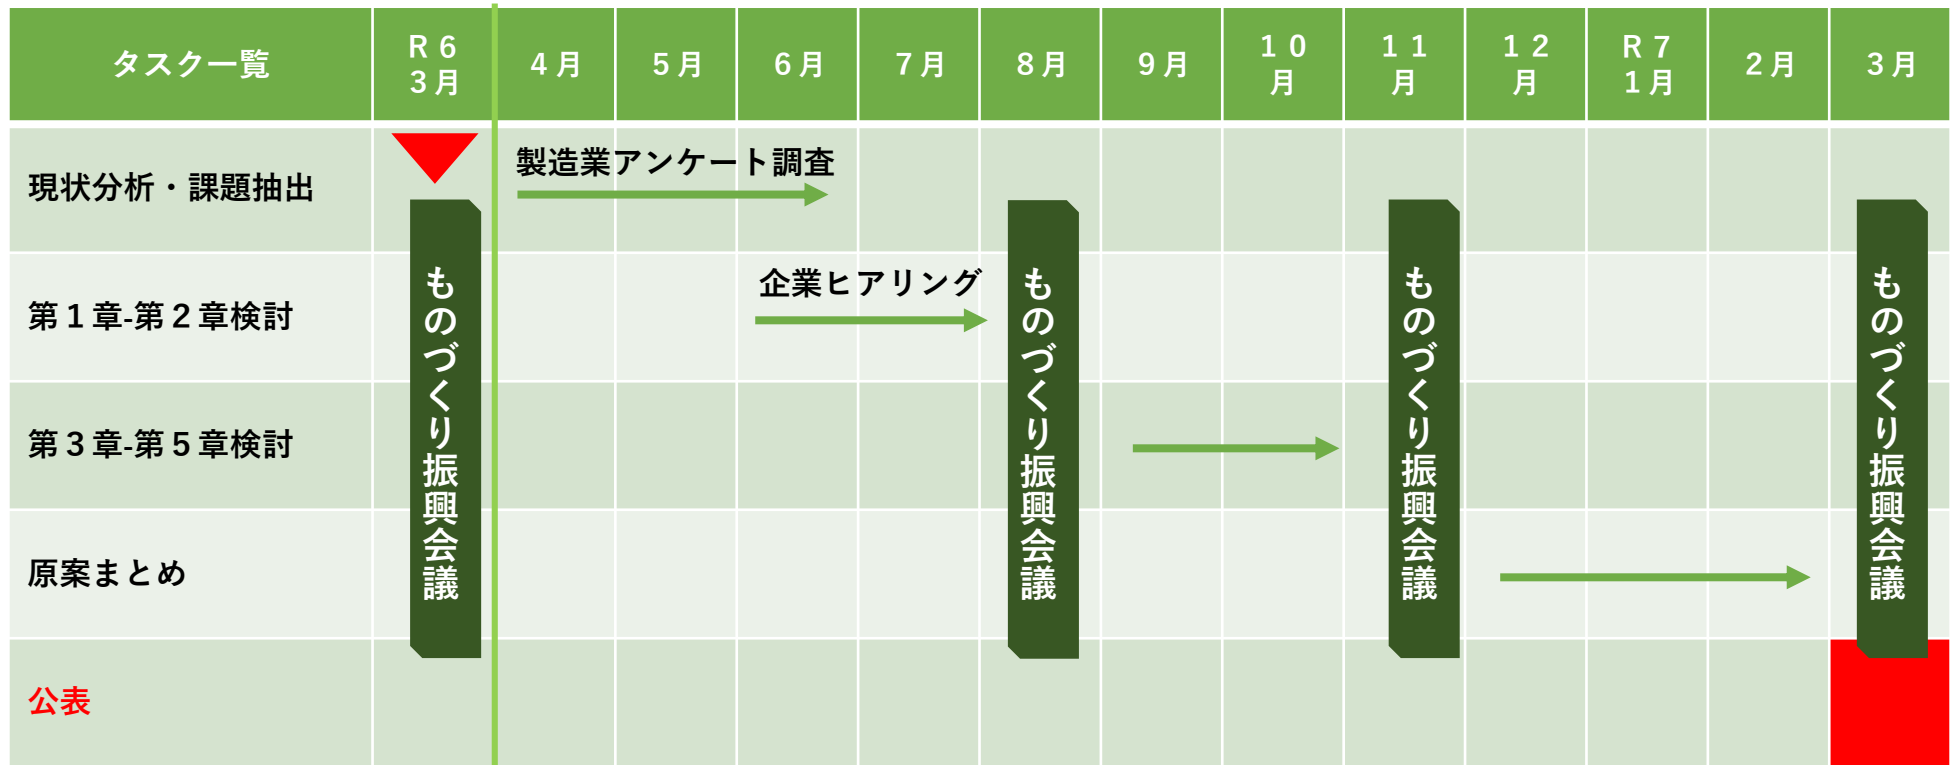 タスク一覧
R６
３月
４月
５月
６月
７月
８月
９月
１０
月
１１
月
１２
月
R７
１月
２月
３月
現状分析・課題抽出
製造業アンケート調査
第１章-第２章検討
企業ヒアリング
第３章-第５章検討
原案まとめ
公表
ものづくり振興会議
ものづくり振興会議
ものづくり振興会議
ものづくり振興会議